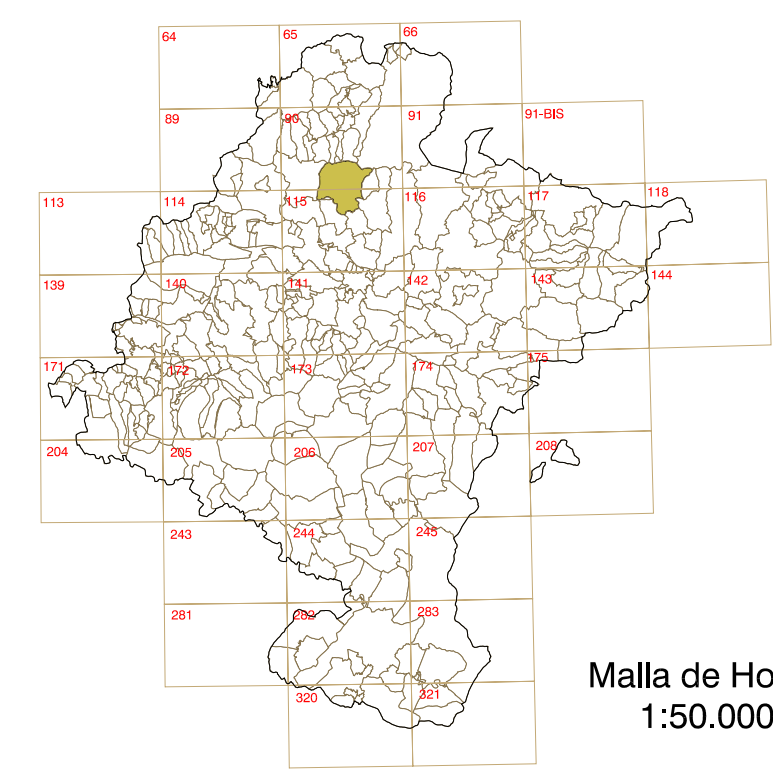 64 65 66
89 90 91 91-BIS
113 114 115 116 117 118
139 140 141 142 143 144
171 172 173 174 175
204 205 206 207 208
243 244 245
281 282 283
320 321
Malla de Ho
1:50.000